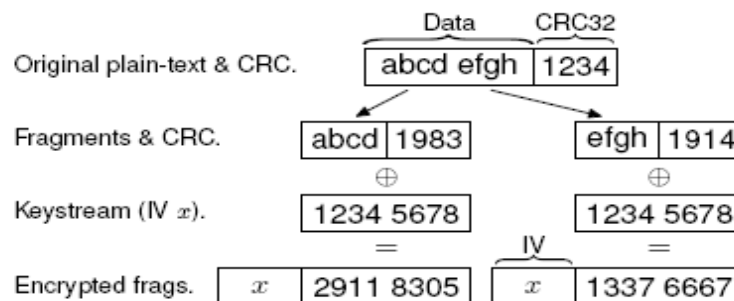 Data CRC32
Original plain-text & CRC. abcd efgh 1234
Fragments & CRC. abcd 1983 efgh 1914
⊕ ⊕
Keystream (IV x). 1234 5678 1234 5678
= IV =
Encrypted frags. x 2911 8305 x 1337 6667